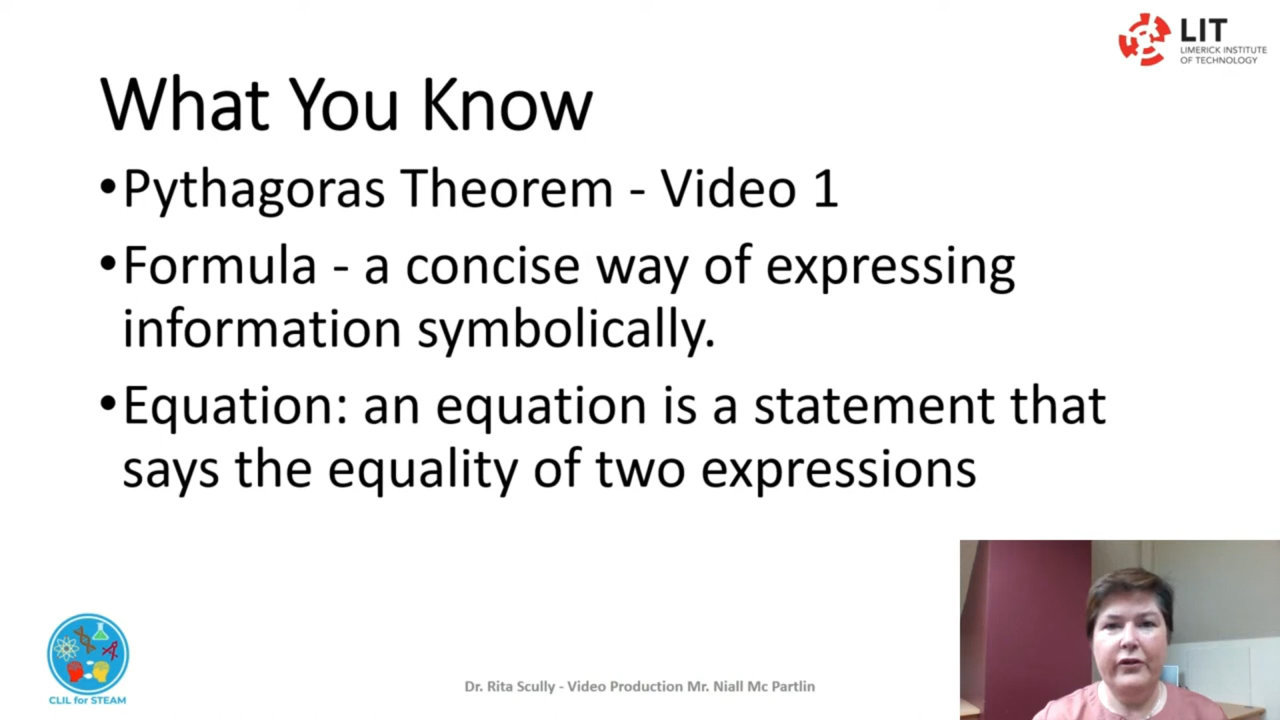 LIT
LIMERICK INSTITUTE
OF TECHNOLOGY
What You Know
•Pythagoras Theorem - Video 1
•Formula - a concise way of expressing
information symbolically.
•Equation: an equation is a statement that
says the equality of two expressions
CLIL for STEAM
Dr. Rita Scully - Video Production Mr. Niall Mc Partlin